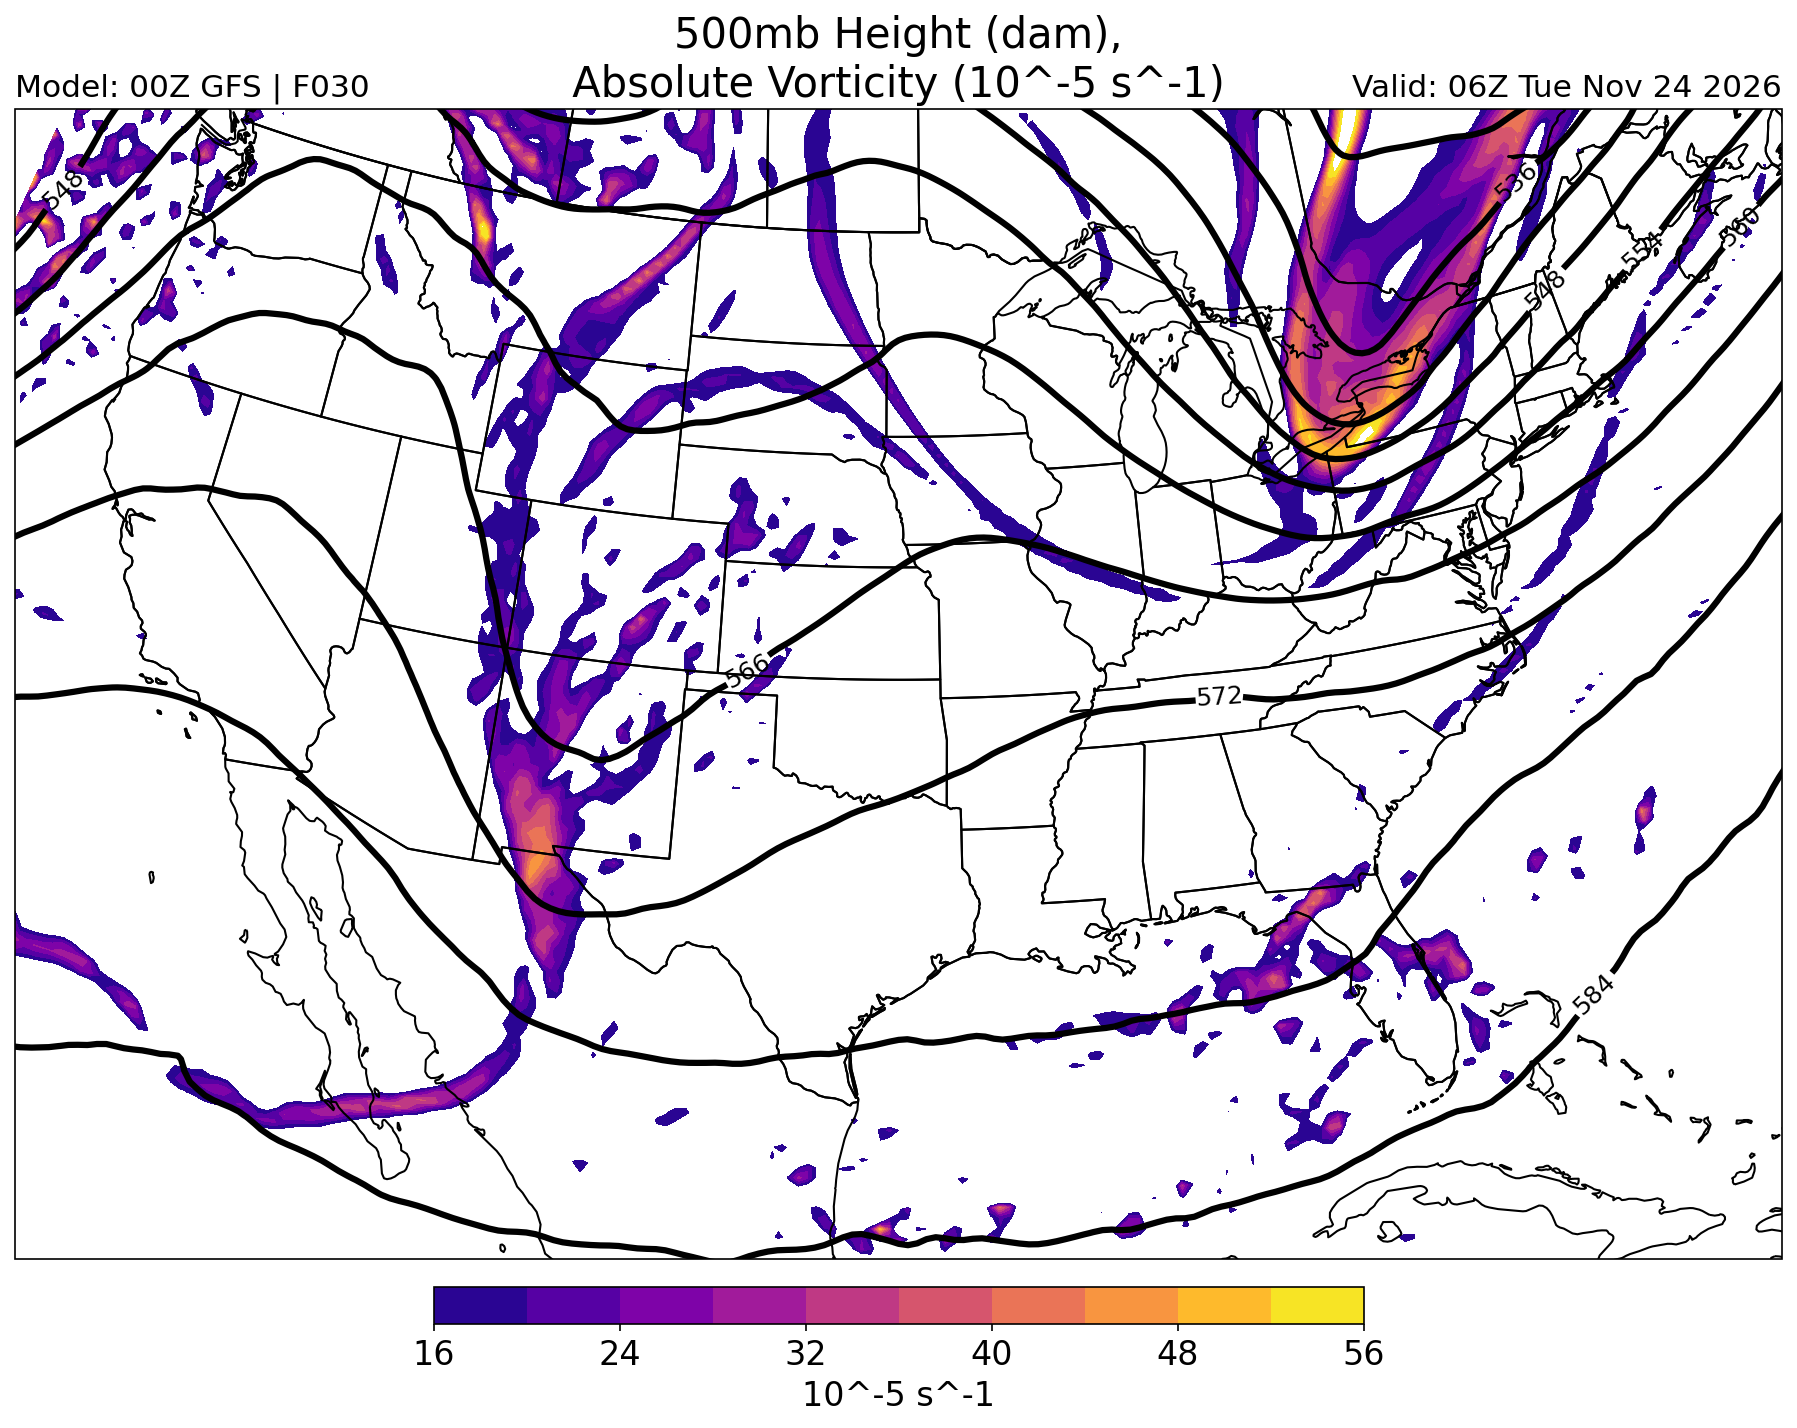 500mb Height (dam),
Absolute Vorticity (10^-5 s^-1)
Model: 00Z GFS | F030
Valid: 06Z Tue Nov 24 2026
548
536
554
560
548
566
572
584
16 24 32 40 48 56
10^-5 s^-1